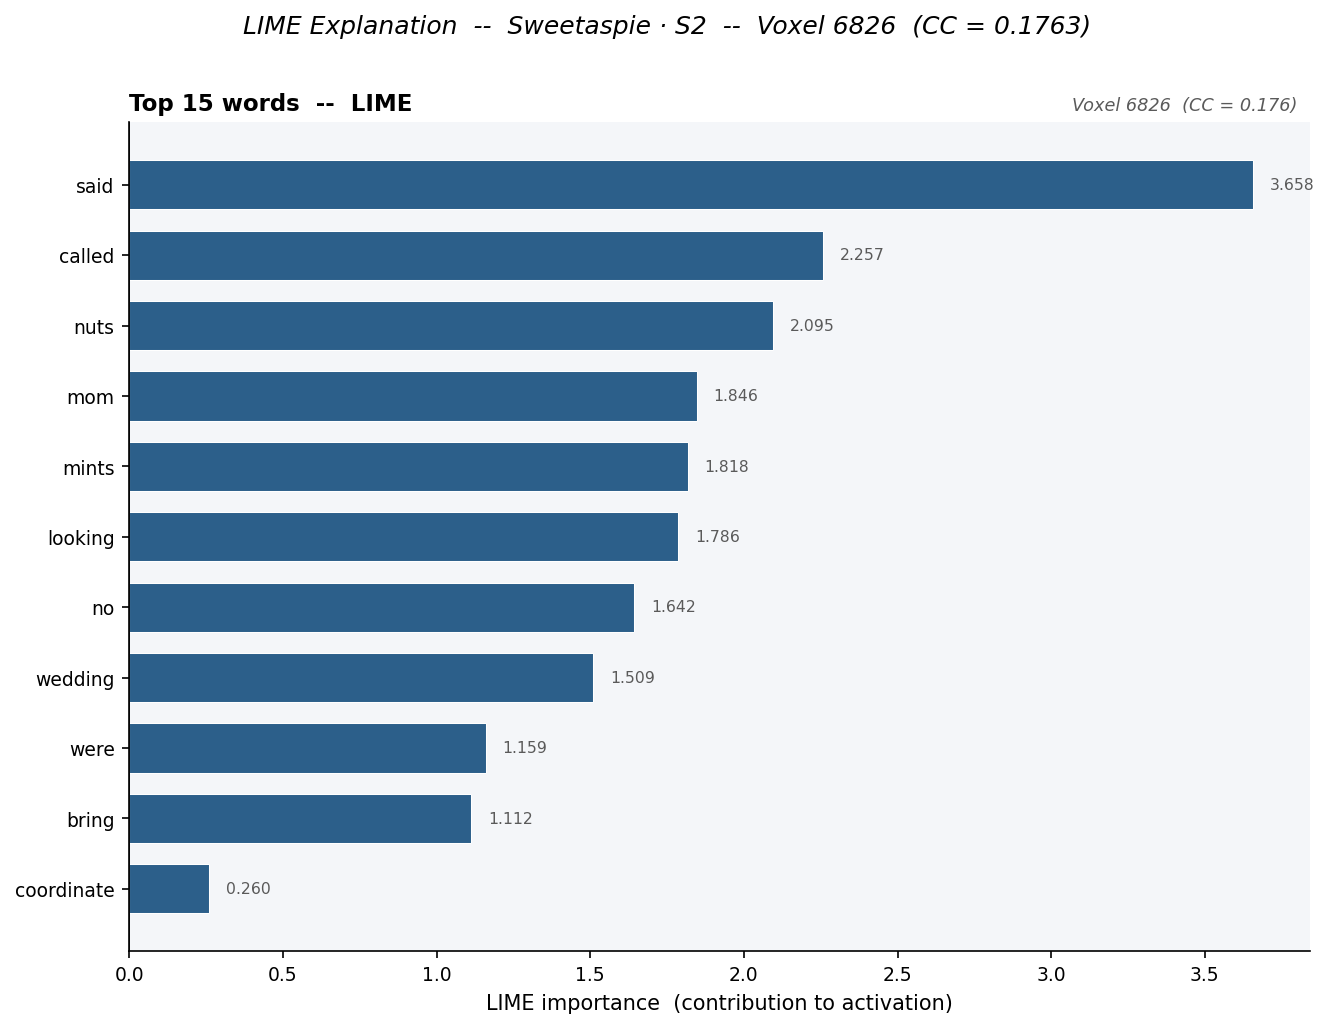 LIME Explanation -- Sweetaspie · S2 -- Voxel 6826 (CC = 0.1763)
Top 15 words -- LIME
Voxel 6826 (CC = 0.176)
said 3.658
called 2.257
nuts 2.095
mom 1.846
mints 1.818
looking 1.786
no 1.642
wedding 1.509
were 1.159
bring 1.112
coordinate 0.260
0.0 0.5 1.0 1.5 2.0 2.5 3.0 3.5
LIME importance (contribution to activation)